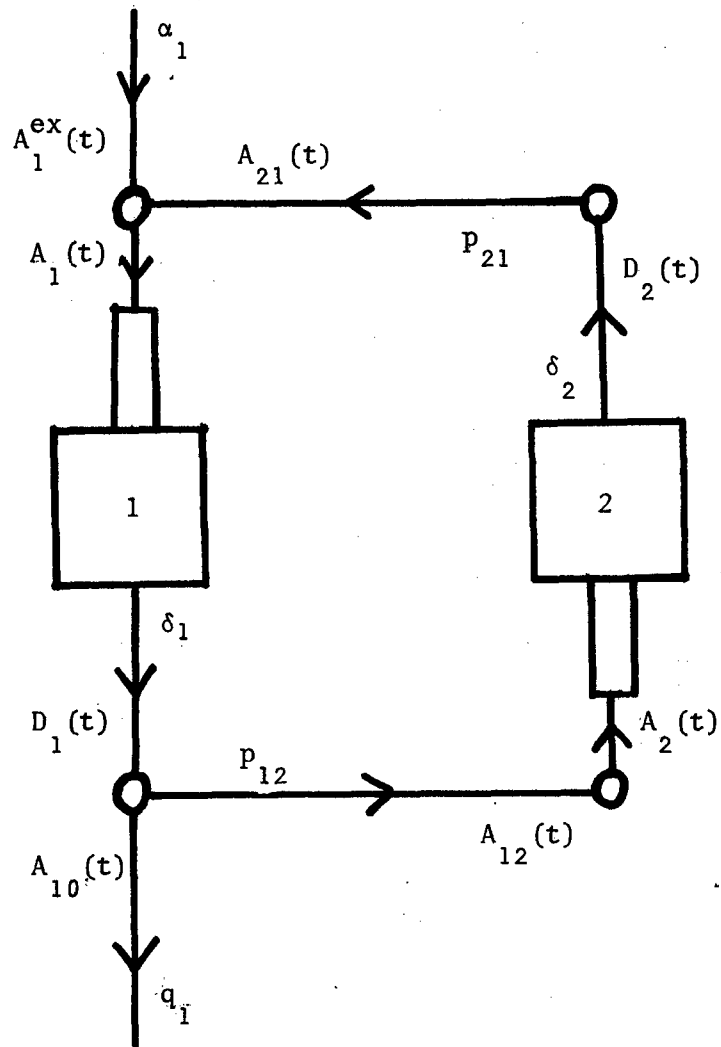 α₁
A₁ᵉˣ(t)
A₂₁(t)
p₂₁
A₁(t)
D₂(t)
δ₂
1
2
δ₁
D₁(t)
A₂(t)
p₁₂
A₁₂(t)
A₁₀(t)
q₁